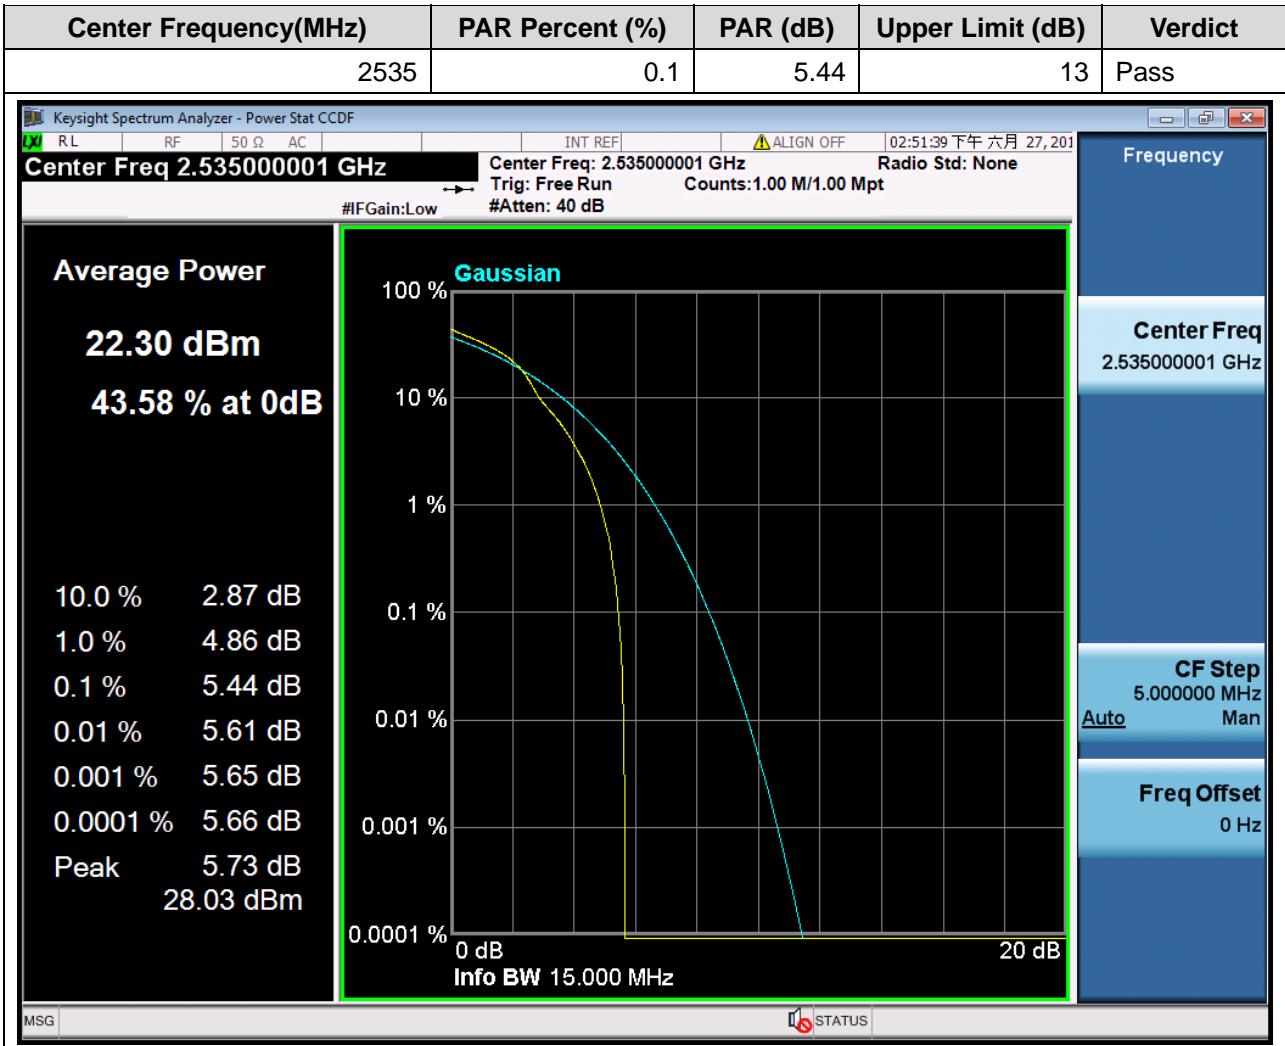 Center Frequency(MHz) PAR Percent (%) PAR (dB) Upper Limit (dB) Verdict
2535 0.1 5.44 13 Pass
Keysight Spectrum Analyzer - Power Stat CCDF
LXI RL RF 50 Ω AC INT REF ALIGN OFF 02:51:39 下午 六月 27, 201
Center Freq 2.535000001 GHz
Center Freq: 2.535000001 GHz Radio Std: None
Trig: Free Run Counts:1.00 M/1.00 Mpt
#IFGain:Low #Atten: 40 dB
Average Power
22.30 dBm
43.58 % at 0dB
10.0 % 2.87 dB
1.0 % 4.86 dB
0.1 % 5.44 dB
0.01 % 5.61 dB
0.001 % 5.65 dB
0.0001 % 5.66 dB
Peak 5.73 dB
28.03 dBm
Gaussian
100 %
10 %
1 %
0.1 %
0.01 %
0.001 %
0.0001 %
0 dB 20 dB
Info BW 15.000 MHz
Frequency
Center Freq
2.535000001 GHz
CF Step
5.000000 MHz
Auto Man
Freq Offset
0 Hz
MSG STATUS